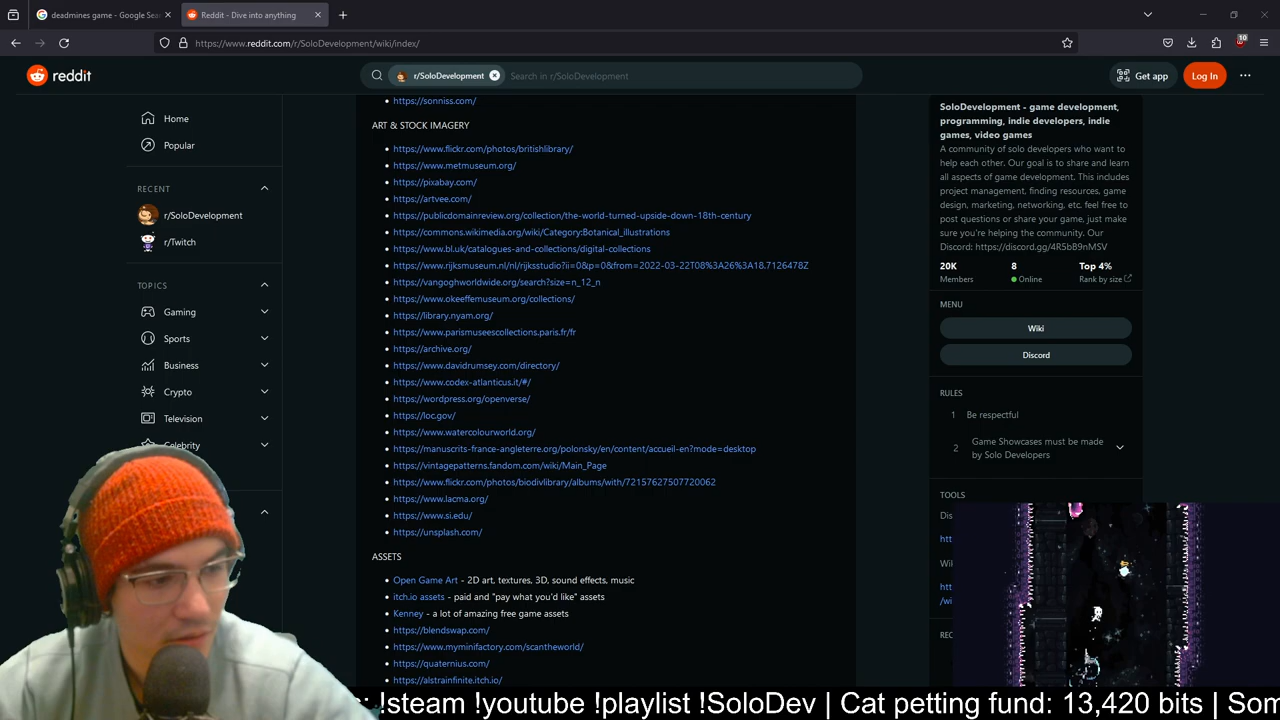 deadmines game - Google Sea
Reddit - Dive into anything
https://www.reddit.com/r/SoloDevelopment/wiki/index/
10
reddit
r/SoloDevelopment
Search in r/SoloDevelopment
Get app
Log In
Home
Popular
RECENT
r/SoloDevelopment
r/Twitch
TOPICS
Gaming
Sports
Business
Crypto
Television
Celebrity
https://sonniss.com/
ART & STOCK IMAGERY
https://www.flickr.com/photos/britishlibrary/
https://www.metmuseum.org/
https://pixabay.com/
https://artvee.com/
https://publicdomainreview.org/collection/the-world-turned-upside-down-18th-century
https://commons.wikimedia.org/wiki/Category:Botanical_illustrations
https://www.bl.uk/catalogues-and-collections/digital-collections
https://www.rijksmuseum.nl/nl/rijksstudio?ii=0&p=0&from=2022-03-22T08%3A26%3A18.7126478Z
https://vangoghworldwide.org/search?size=n_12_n
https://www.okeeffemuseum.org/collections/
https://library.nyam.org/
https://www.parismuseescollections.paris.fr/fr
https://archive.org/
https://www.davidrumsey.com/directory/
https://www.codex-atlanticus.it/#/
https://wordpress.org/openverse/
https://loc.gov/
https://www.watercolourworld.org/
https://manuscrits-france-angleterre.org/polonsky/en/content/accueil-en?mode=desktop
https://vintagepatterns.fandom.com/wiki/Main_Page
https://www.flickr.com/photos/biodivlibrary/albums/with/72157627507720062
https://www.lacma.org/
https://www.si.edu/
https://unsplash.com/
ASSETS
Open Game Art - 2D art, textures, 3D, sound effects, music
itch.io assets - paid and "pay what you'd like" assets
Kenney - a lot of amazing free game assets
https://blendswap.com/
https://www.myminifactory.com/scantheworld/
https://quaternius.com/
https://alstrainfinite.itch.io/
SoloDevelopment - game development,
programming, indie developers, indie
games, video games
A community of solo developers who want to
help each other. Our goal is to share and learn
all aspects of game development. This includes
project management, finding resources, game
design, marketing, networking, etc. feel free to
post questions or share your game, just make
sure you're helping the community. Our
Discord: https://discord.gg/4R5bB9nMSV
20K
Members
8
Online
Top 4%
Rank by size
MENU
Wiki
Discord
RULES
1 Be respectful
2 Game Showcases must be made
by Solo Developers
TOOLS
Dis
htt
Wik
htt
/wi
REC
!steam !youtube !playlist !SoloDev | Cat petting fund: 13,420 bits | Som